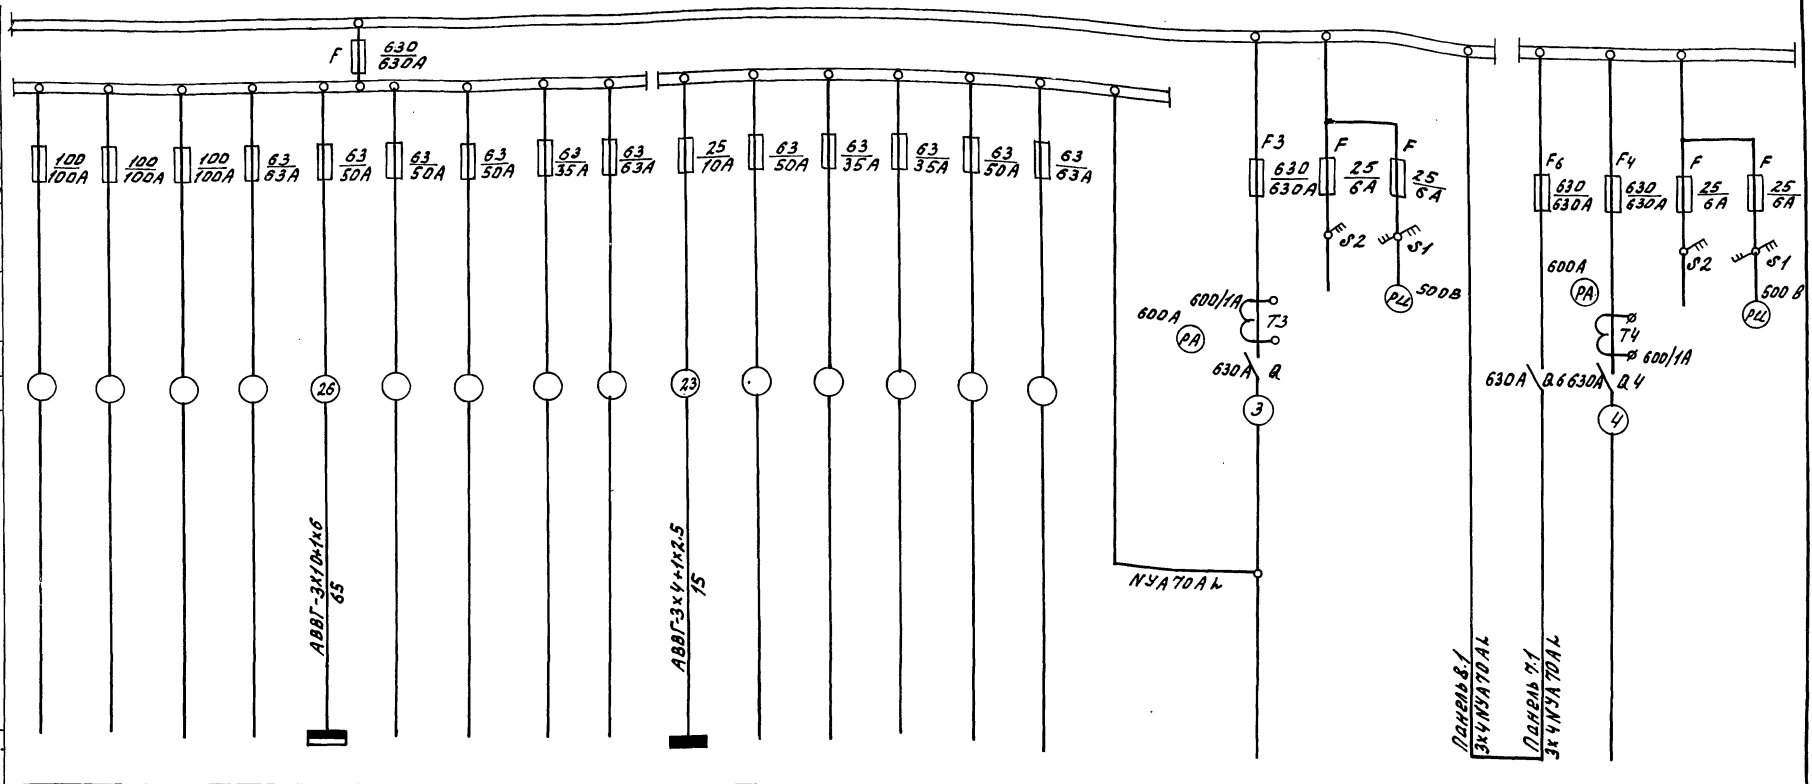 F 630
630A
100
100A
100
100A
100
100A
63
63A
63
50A
63
50A
63
50A
63
35A
63
63A
25
10A
63
50A
63
35A
63
35A
63
50A
63
63A
F3
630
630A
F
25
6A
F
25
6A
S2
S1
500В
PU
600/1A
T3
600A
PA
630A Q
3
F6
630
630A
F4
630
630A
F
25
6A
F
25
6A
S2
S1
500В
PU
600A
PA
T4
600/1A
630A Q6
630A Q4
4
26
23
АВВГ-3х10+1х6
65
АВВГ-3х4+1х2.5
15
NYA70AL
Панель 8.1
3x4NYA70AL
Панель 7.1
3x4NYA70AL